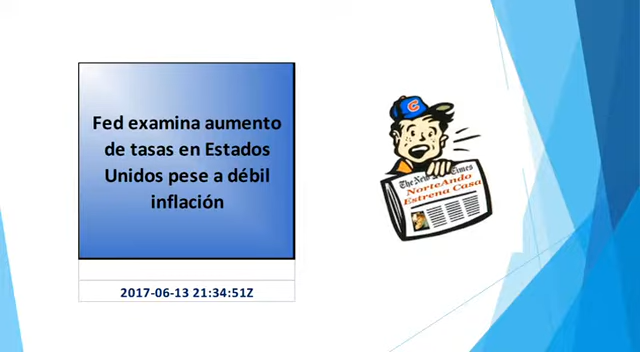 Fed examina aumento
de tasas en Estados
Unidos pese a débil
inflación
2017-06-13 21:34:51Z
C
The New Times
NorteAndo
Estrena Casa